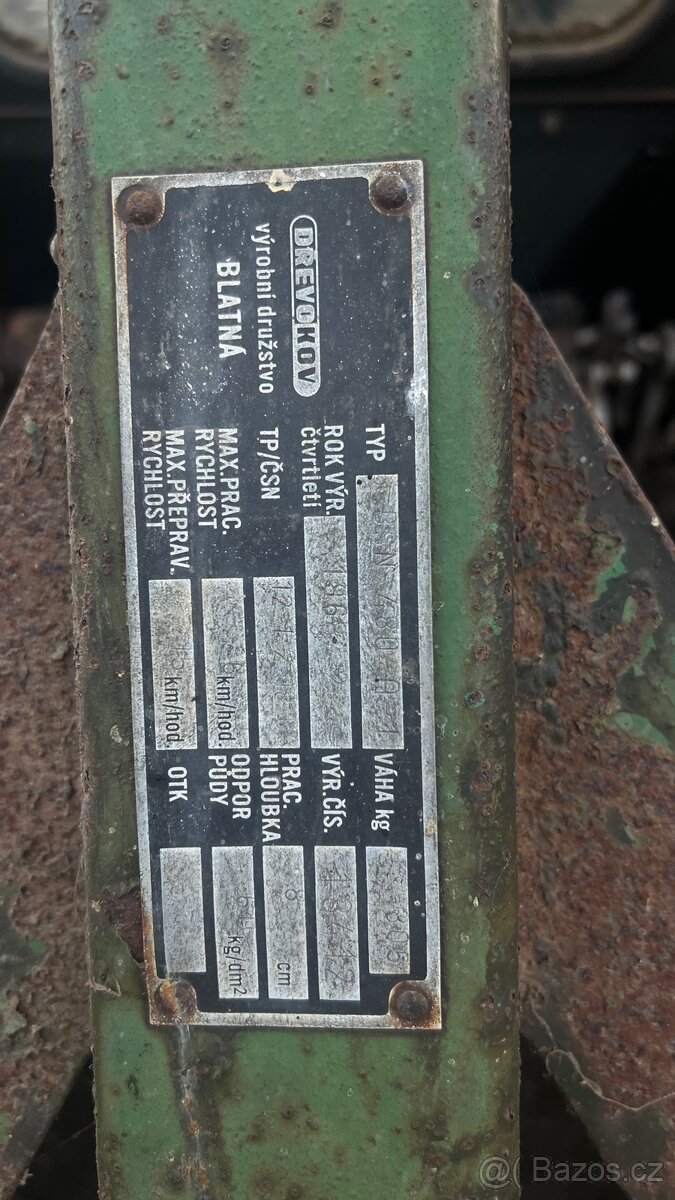 DŘEVOKOV
výrobní družstvo
BLATNÁ
TYP
VÁHA kg
ROK VÝR.
čtvrtletí
VÝR. ČÍS.
TP/ČSN
PRAC.
HLOUBKA
8 cm
MAX. PRAC.
RYCHLOST
km/hod.
ODPOR
PŮDY
kg/dm²
MAX. PŘEPRAV.
RYCHLOST
km/hod.
OTK
@ Bazos.cz